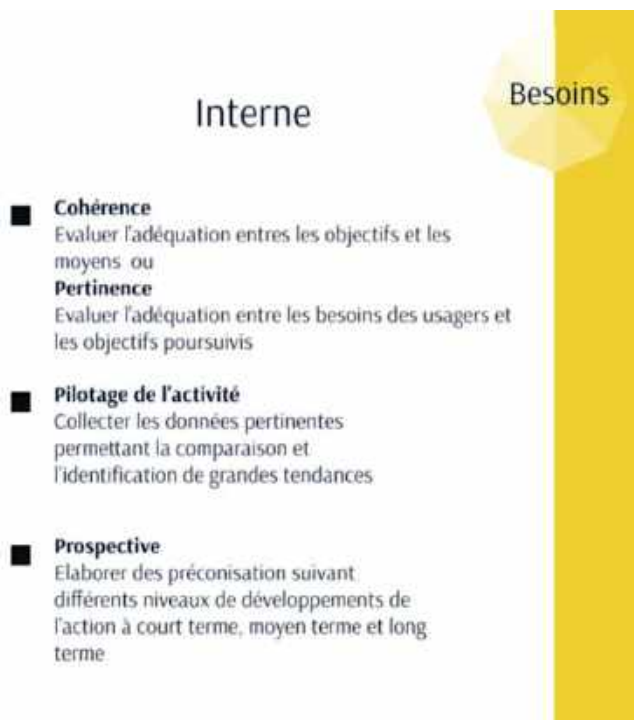 Besoins
Interne
Cohérence
Evaluer l'adéquation entres les objectifs et les
moyens ou
Pertinence
Evaluer l'adéquation entre les besoins des usagers et
les objectifs poursuivis
Pilotage de l'activité
Collecter les données pertinentes
permettant la comparaison et
l'identification de grandes tendances
Prospective
Elaborer des préconisation suivant
différents niveaux de développements de
l'action à court terme, moyen terme et long
terme